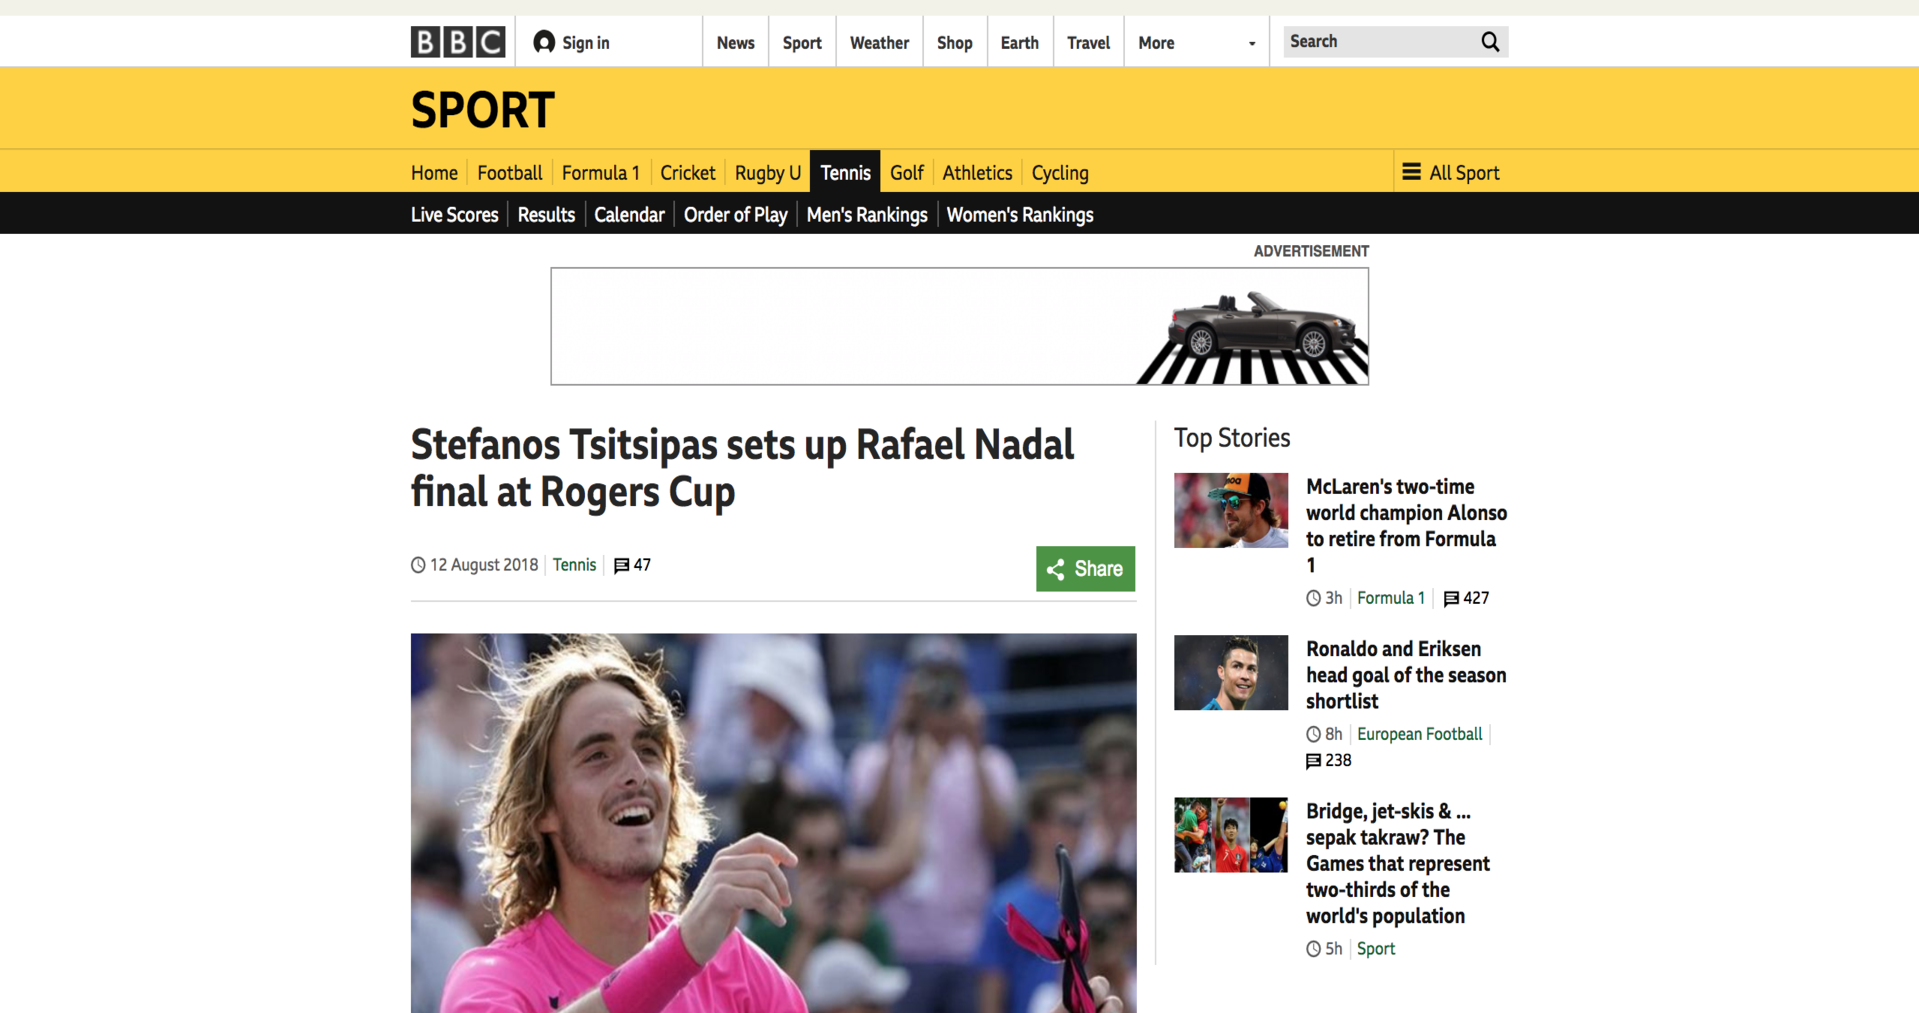 BBC
Sign in
News
Sport
Weather
Shop
Earth
Travel
More
Search
SPORT
Home
Football
Formula 1
Cricket
Rugby U
Tennis
Golf
Athletics
Cycling
All Sport
Live Scores
Results
Calendar
Order of Play
Men's Rankings
Women's Rankings
ADVERTISEMENT
Stefanos Tsitsipas sets up Rafael Nadal
final at Rogers Cup
12 August 2018
Tennis
47
Share
Top Stories
McLaren's two-time
world champion Alonso
to retire from Formula
1
3h
Formula 1
427
Ronaldo and Eriksen
head goal of the season
shortlist
8h
European Football
238
Bridge, jet-skis & ...
sepak takraw? The
Games that represent
two-thirds of the
world's population
5h
Sport